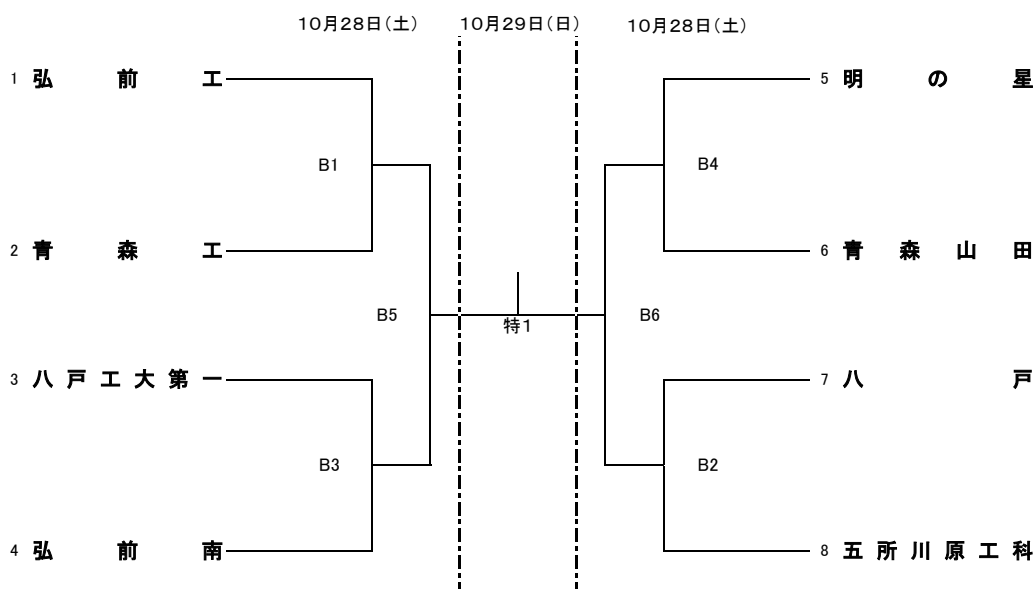 10月28日(土) 10月29日(日) 10月28日(土)
1 弘前工 5 明の星
B1 B4
2 青森工 6 青森山田
B5 特1 B6
3 八戸工大第一 7 八戸
B3 B2
4 弘前南 8 五所川原工科